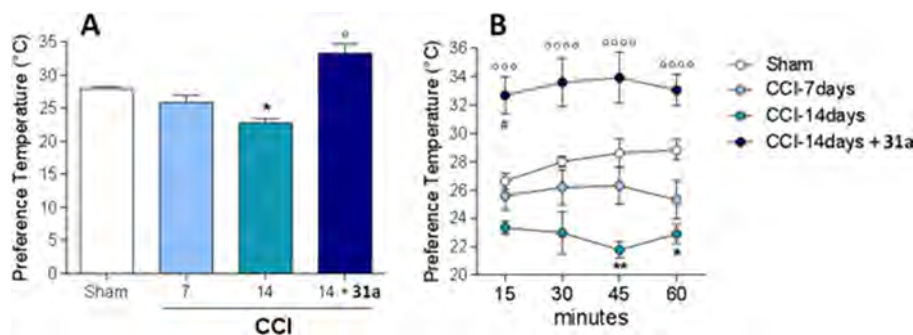 A
Preference Temperature (°C)
35
30
25
20
15
10
5
0
*
°
Sham
7
14
14 + 31a
CCI
B
Preference Temperature (°C)
36
34
32
30
28
26
24
22
20
°°°
°°°°
°°°°
°°°°
#
**
*
15
30
45
60
minutes
Sham
CCI-7days
CCI-14days
CCI-14days + 31a